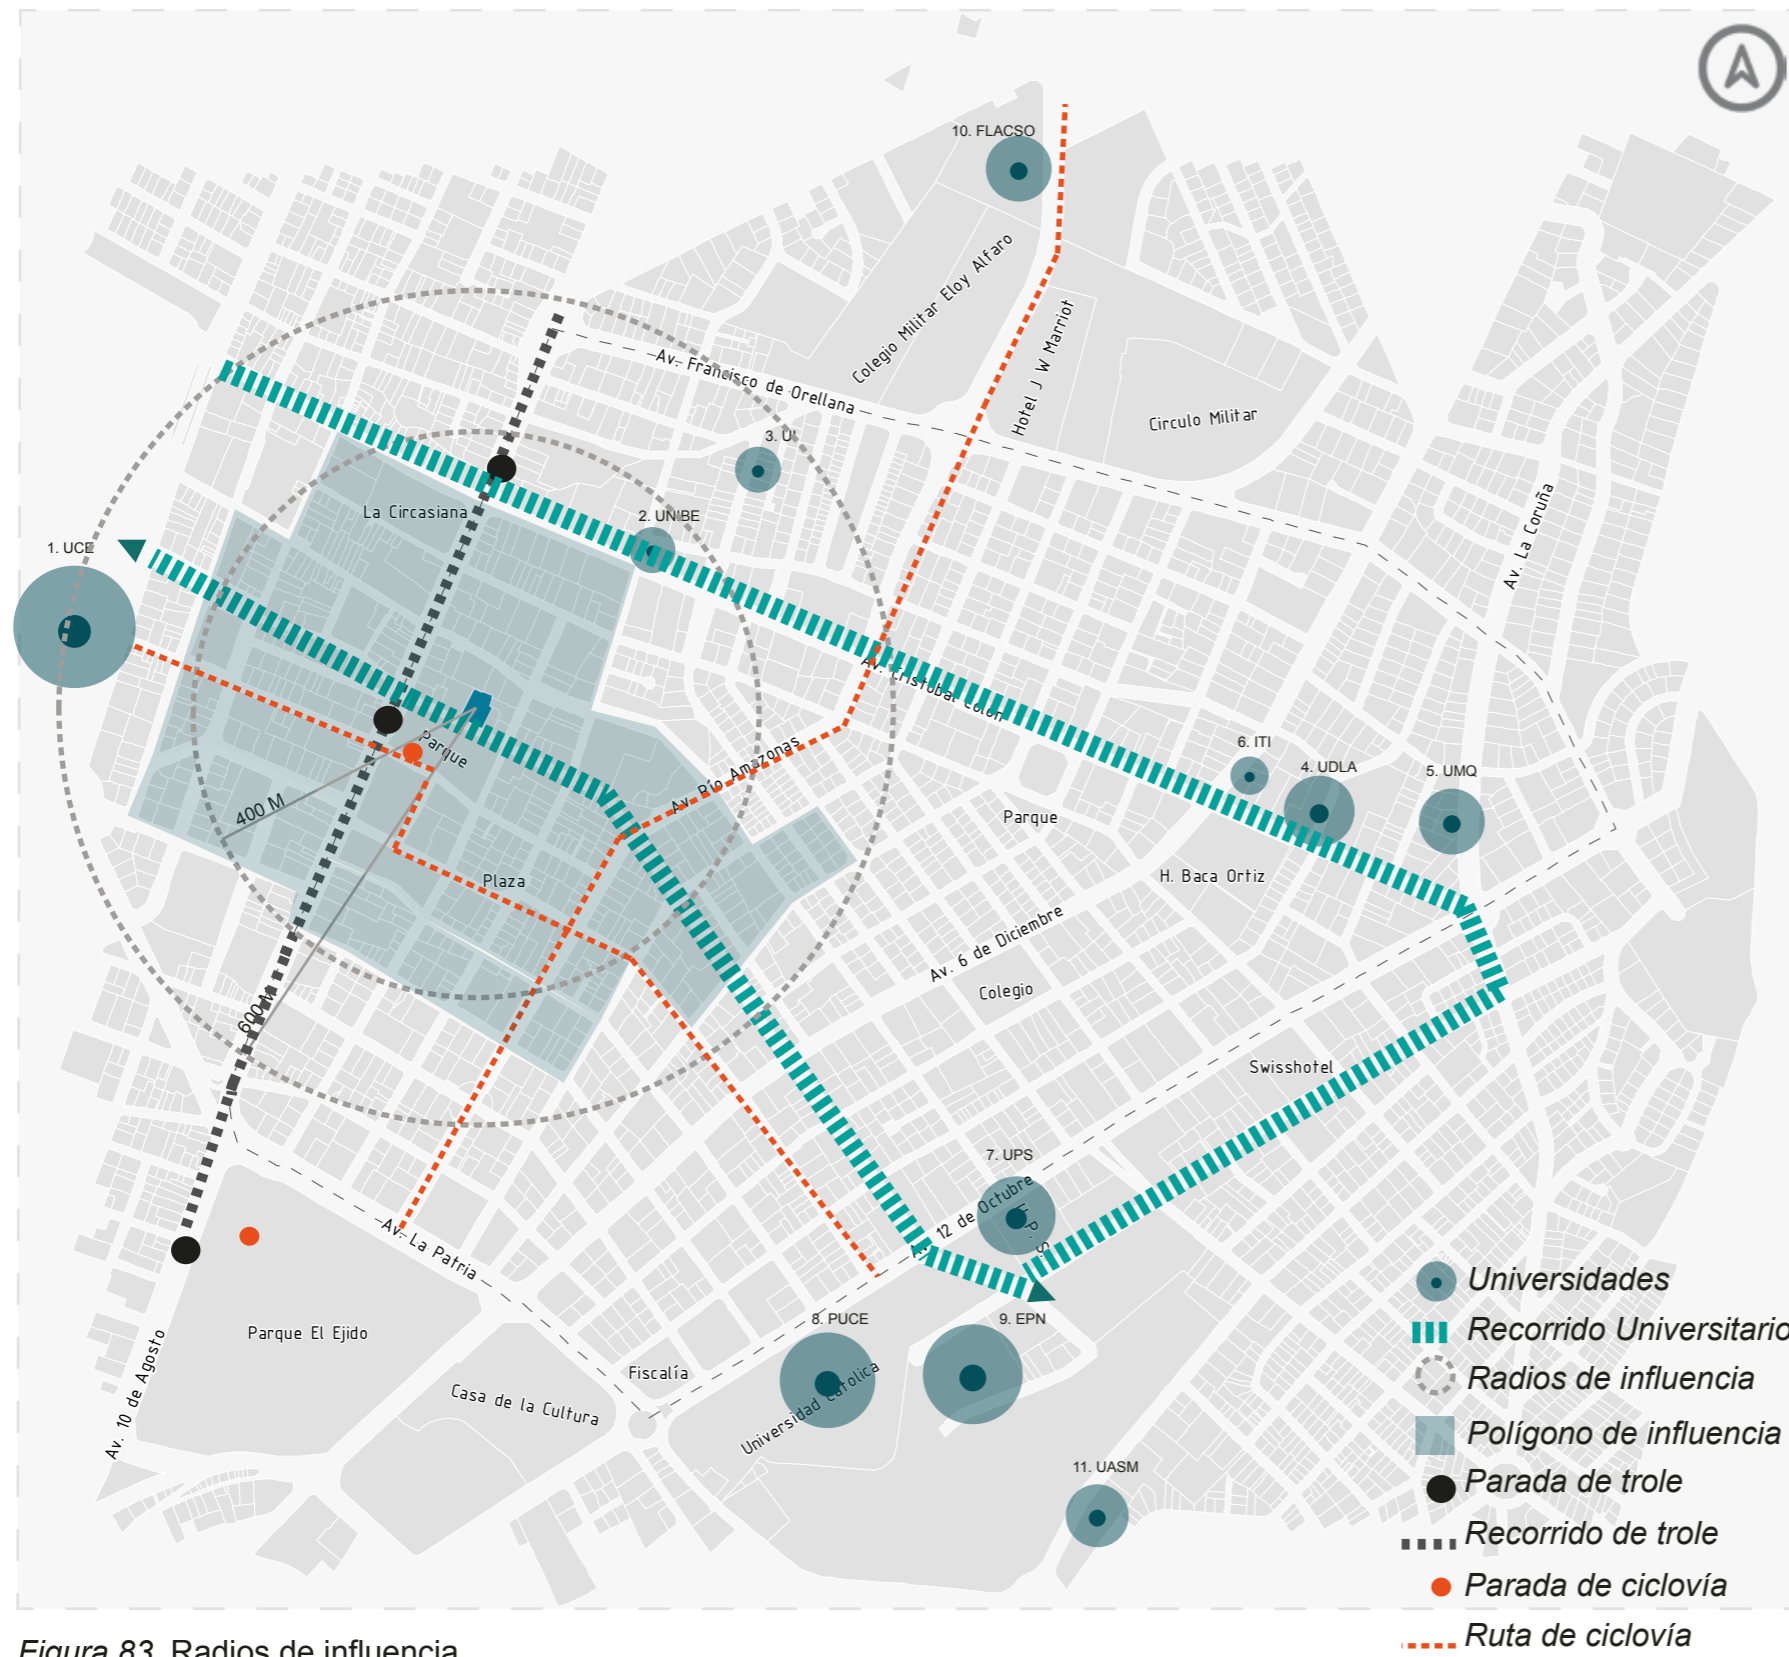 10. FLACSO
Colegio Militar Eloy Alfaro
Hotel J W Marriot
Av. Francisco de Orellana
Circulo Militar
3. UI
La Circasiana
2. UNIBE
Av. La Coruña
1. UCE
Av. Cristobal Colón
Parque
Av. Río Amazonas
6. ITI
4. UDLA
5. UMQ
400 M
Parque
Plaza
H. Baca Ortiz
Av. 6 de Diciembre
Colegio
600 M
Swisshotel
7. UPS
12 de Octubre
U. P. S.
Av. La Patria
8. PUCE
9. EPN
Parque El Ejido
Av. 10 de Agosto
Fiscalía
Casa de la Cultura
Universidad Catolica
11. UASM
Universidades
Recorrido Universitario
Radios de influencia
Polígono de influencia
Parada de trole
Recorrido de trole
Parada de ciclovía
Ruta de ciclovía
Figura 83. Radios de influencia